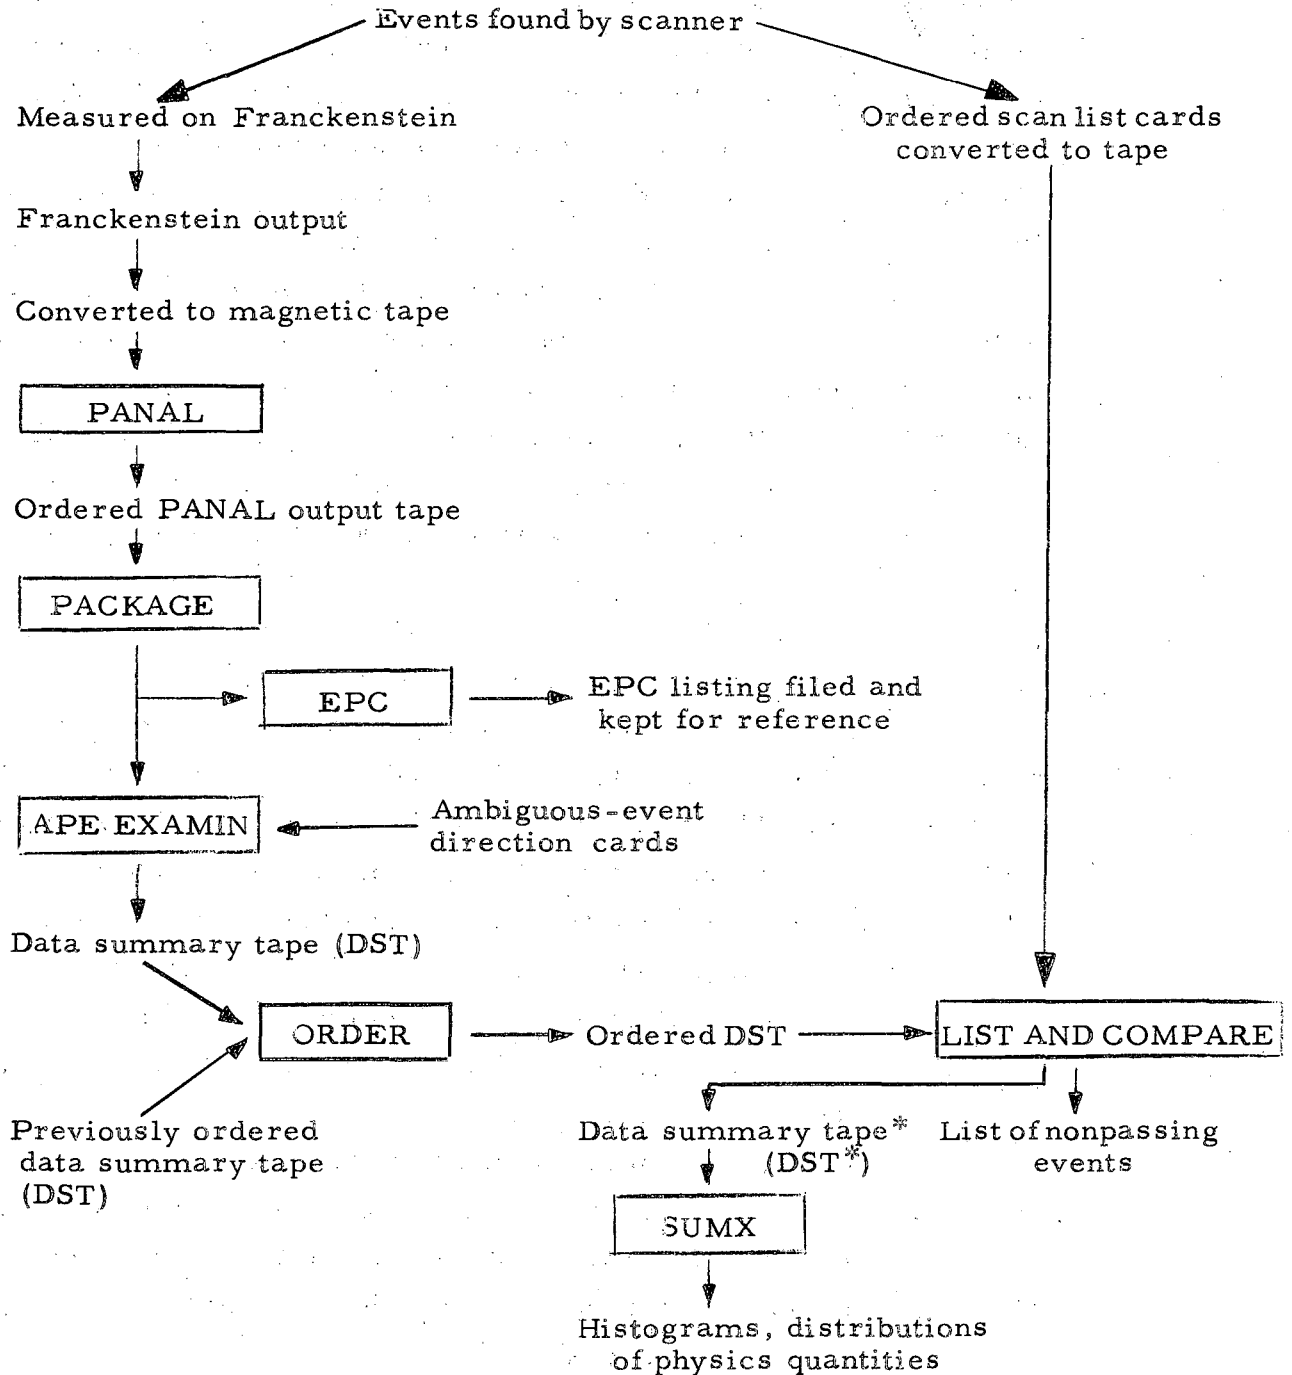 Events found by scanner
Measured on Franckenstein
Ordered scan list cards
converted to tape
Franckenstein output
Converted to magnetic tape
PANAL
Ordered PANAL output tape
PACKAGE
EPC
EPC listing filed and
kept for reference
APE EXAMIN
Ambiguous-event
direction cards
Data summary tape (DST)
ORDER
Ordered DST
LIST AND COMPARE
Previously ordered
data summary tape
(DST)
Data summary tape*
(DST*)
List of nonpassing
events
SUMX
Histograms, distributions
of physics quantities